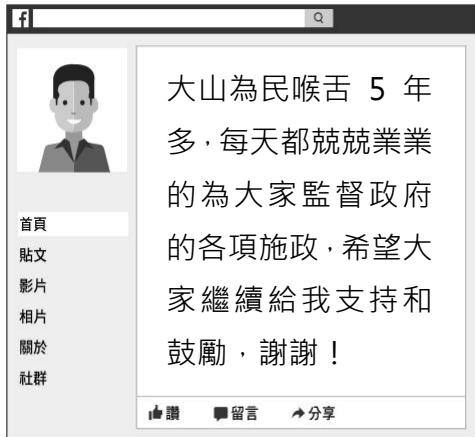 f
大山為民喉舌 5 年
多，每天都兢兢業業
的為大家監督政府
的各項施政，希望大
家繼續給我支持和
鼓勵，謝謝！
首頁
貼文
影片
相片
關於
社群
讚 留言 分享